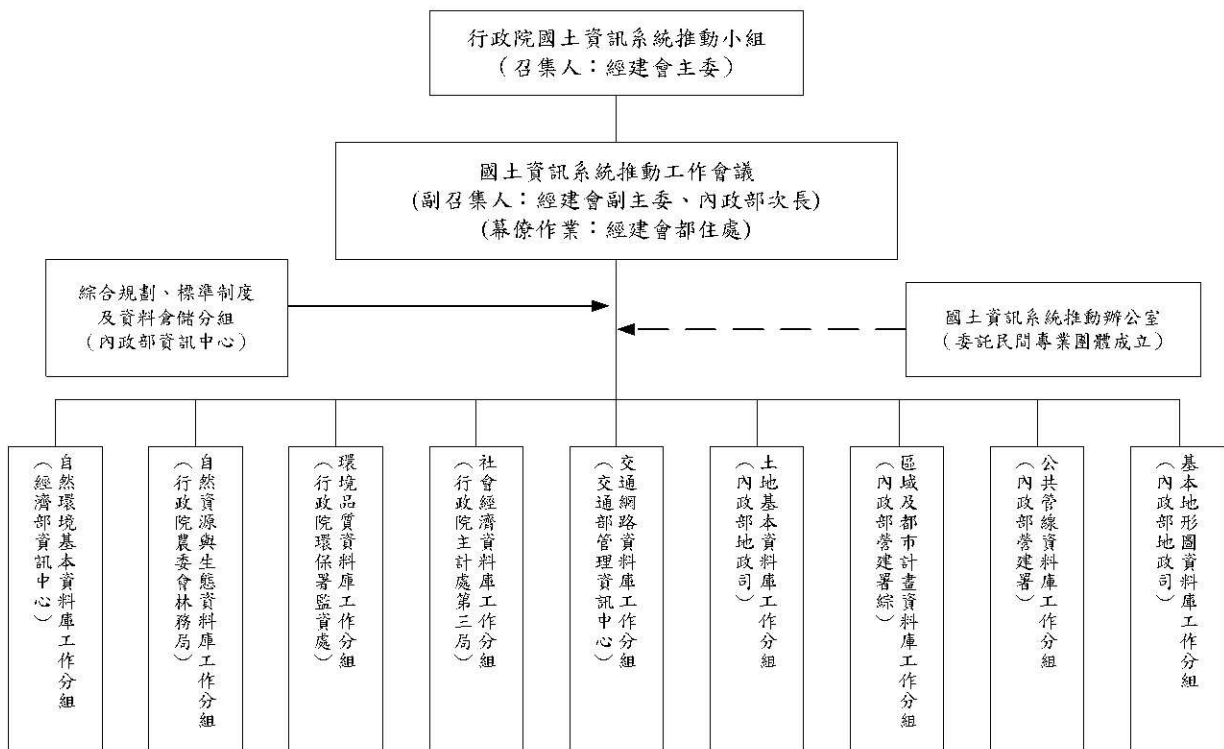 行政院國土資訊系統推動小組
（召集人：經建會主委）
國土資訊系統推動工作會議
(副召集人：經建會副主委、內政部次長)
(幕僚作業：經建會都住處)
綜合規劃、標準制度
及資料倉儲分組
（內政部資訊中心）
國土資訊系統推動辦公室
（委託民間專業團體成立）
自然環境基本資料庫工作分組
（經濟部資訊中心）
自然資源與生態資料庫工作分組
（行政院農委會林務局）
環境品質資料庫工作分組
（行政院環保署監資處）
社會經濟資料庫工作分組
（行政院主計處第三局）
交通網路資料庫工作分組
（交通部管理資訊中心）
土地基本資料庫工作分組
（內政部地政司）
區域及都市計畫資料庫工作分組
（內政部營建署綜）
公共管線資料庫工作分組
（內政部營建署）
基本地形圖資料庫工作分組
（內政部地政司）